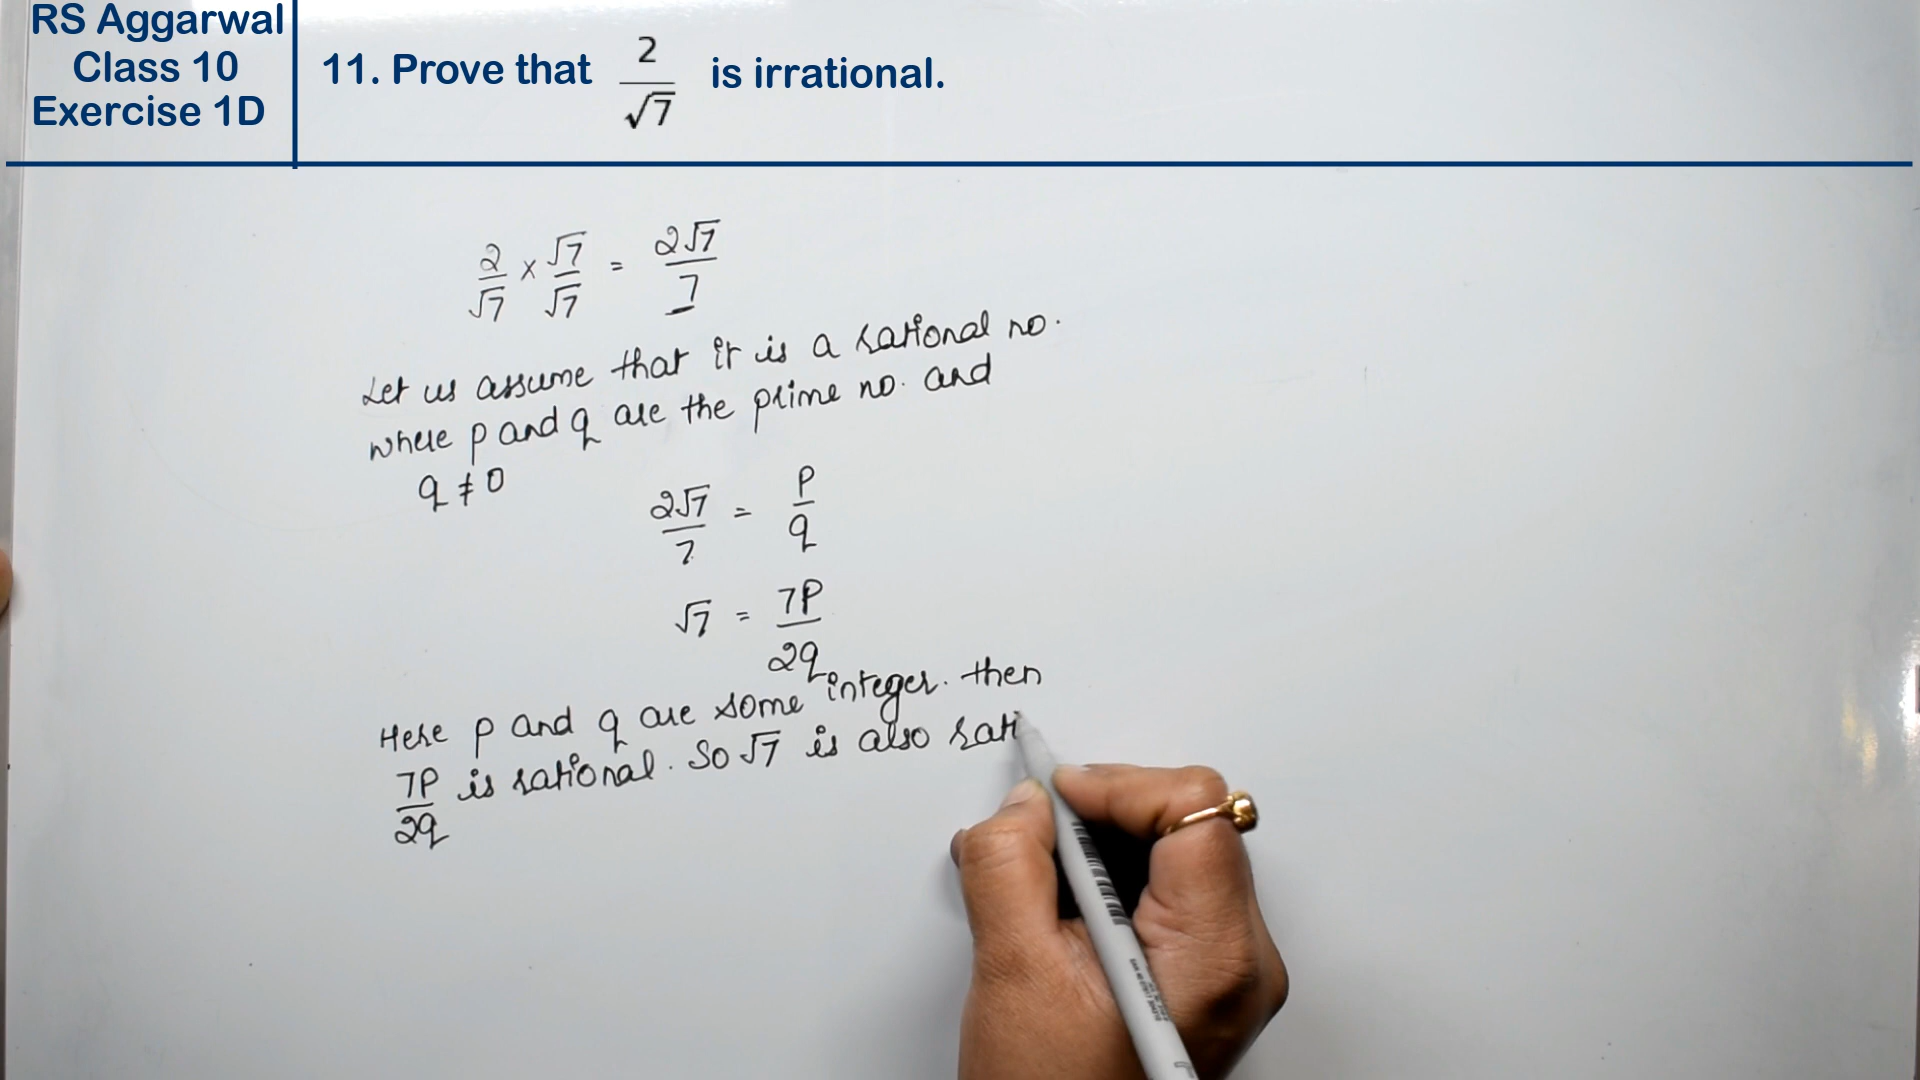 RS Aggarwal
Class 10
Exercise 1D
11. Prove that 2/√7 is irrational.
2/√7 × √7/√7 = 2√7/7
Let us assume that it is a rational no.
where p and q are the prime no. and
q ≠ 0
2√7/7 = P/q
√7 = 7P/2q
Here p and q are some integer. then
7P/2q is rational. So √7 is also rati